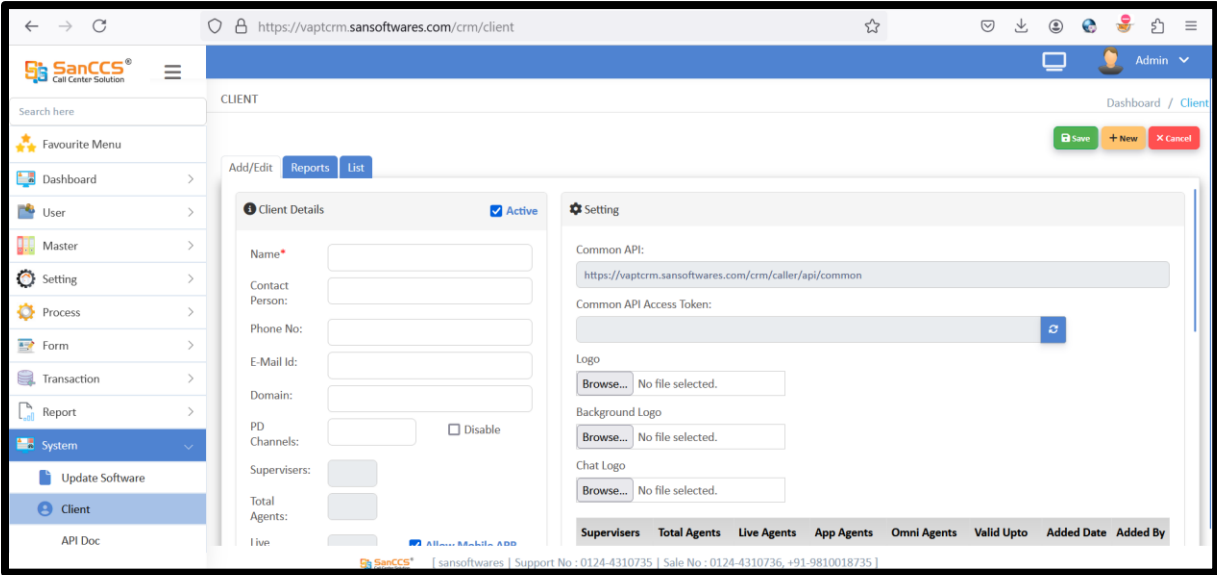 https://vaptcrm.sansoftwares.com/crm/client
SanCCS®
Call Center Solution
Admin
Search here
CLIENT
Dashboard / Client
Save
+ New
X Cancel
Favourite Menu
Dashboard
User
Master
Setting
Process
Form
Transaction
Report
System
Update Software
Client
API Doc
Add/Edit
Reports
List
Client Details
Active
Name*
Contact
Person:
Phone No:
E-Mail Id:
Domain:
PD
Channels:
Disable
Supervisers:
Total
Agents:
Live
Allow Mobile APP
Setting
Common API:
https://vaptcrm.sansoftwares.com/crm/caller/api/common
Common API Access Token:
Logo
Browse... No file selected.
Background Logo
Browse... No file selected.
Chat Logo
Browse... No file selected.
Supervisers Total Agents Live Agents App Agents Omni Agents Valid Upto Added Date Added By
SanCCS® [ sansoftwares | Support No : 0124-4310735 | Sale No : 0124-4310736, +91-9810018735 ]